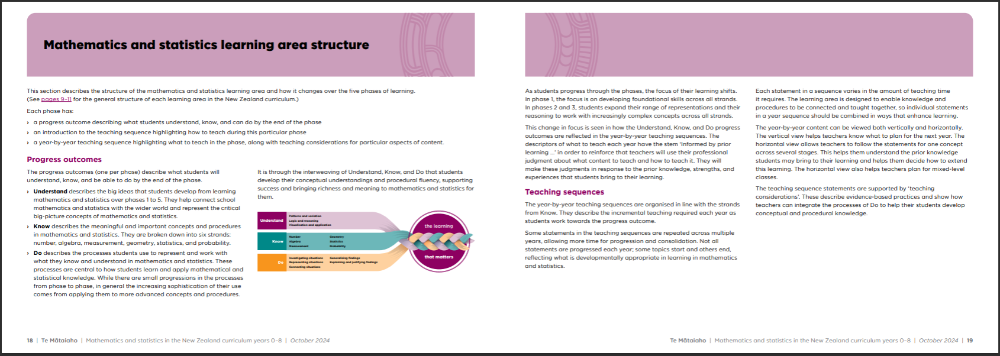 Mathematics and statistics learning area structure
This section describes the structure of the mathematics and statistics learning area and how it changes over the five phases of learning.
(See pages 9–11 for the general structure of each learning area in the New Zealand curriculum.)
Each phase has:
› a progress outcome describing what students understand, know, and can do by the end of the phase
› an introduction to the teaching sequence highlighting how to teach during this particular phase
› a year-by-year teaching sequence highlighting what to teach in the phase, along with teaching considerations for particular aspects of content.
Progress outcomes
The progress outcomes (one per phase) describe what students will
understand, know, and be able to do by the end of the phase.
› Understand describes the big ideas that students develop from learning
mathematics and statistics over phases 1 to 5. They help connect school
mathematics and statistics with the wider world and represent the critical
big-picture concepts of mathematics and statistics.
› Know describes the meaningful and important concepts and procedures
in mathematics and statistics. They are broken down into six strands:
number, algebra, measurement, geometry, statistics, and probability.
› Do describes the processes students use to represent and work with
what they know and understand in mathematics and statistics. These
processes are central to how students learn and apply mathematical and
statistical knowledge. While there are small progressions in the processes
from phase to phase, in general the increasing sophistication of their use
comes from applying them to more advanced concepts and procedures.
It is through the interweaving of Understand, Know, and Do that students
develop their conceptual understandings and procedural fluency, supporting
success and bringing richness and meaning to mathematics and statistics for
them.
Understand
Patterns and variation
Logic and reasoning
Visualisation and application
Know
Number
Algebra
Measurement
Geometry
Statistics
Probability
Do
Investigating situations
Representing situations
Connecting situations
Generalising findings
Explaining and justifying findings
the learning
that matters
18 | Te Mātaiaho | Mathematics and statistics in the New Zealand curriculum years 0–8 | October 2024
As students progress through the phases, the focus of their learning shifts.
In phase 1, the focus is on developing foundational skills across all strands.
In phases 2 and 3, students expand their range of representations and their
reasoning to work with increasingly complex concepts across all strands.
This change in focus is seen in how the Understand, Know, and Do progress
outcomes are reflected in the year-by-year teaching sequences. The
descriptors of what to teach each year have the stem ‘Informed by prior
learning ...’ in order to reinforce that teachers will use their professional
judgment about what content to teach and how to teach it. They will
make these judgments in response to the prior knowledge, strengths, and
experiences that students bring to their learning.
Teaching sequences
The year-by-year teaching sequences are organised in line with the strands
from Know. They describe the incremental teaching required each year as
students work towards the progress outcome.
Some statements in the teaching sequences are repeated across multiple
years, allowing more time for progression and consolidation. Not all
statements are progressed each year; some topics start and others end,
reflecting what is developmentally appropriate in learning in mathematics
and statistics.
Each statement in a sequence varies in the amount of teaching time
it requires. The learning area is designed to enable knowledge and
procedures to be connected and taught together, so individual statements
in a year sequence should be combined in ways that enhance learning.
The year-by-year content can be viewed both vertically and horizontally.
The vertical view helps teachers know what to plan for the next year. The
horizontal view allows teachers to follow the statements for one concept
across several stages. This helps them understand the prior knowledge
students may bring to their learning and helps them decide how to extend
this learning. The horizontal view also helps teachers plan for mixed-level
classes.
The teaching sequence statements are supported by ‘teaching
considerations’. These describe evidence-based practices and show how
teachers can integrate the processes of Do to help their students develop
conceptual and procedural knowledge.
Te Mātaiaho | Mathematics and statistics in the New Zealand curriculum years 0–8 | October 2024 | 19